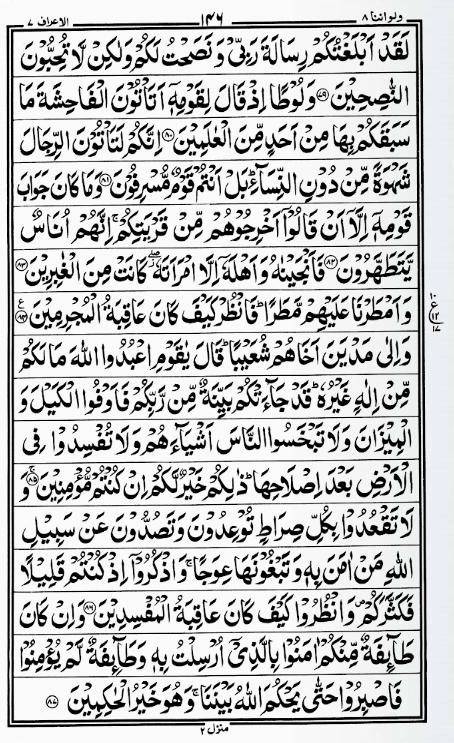 ولواننا ٨ ١٤٦ الاعراف ٧
لَقَدْ اَبْلَغْتُكُمْ رِسَالَةَ رَبِّيْ وَنَصَحْتُ لَكُمْ وَلٰكِنْ لَّا تُحِبُّوْنَ
النّٰصِحِيْنَ ﴿٧٩﴾ وَلُوْطًا اِذْ قَالَ لِقَوْمِهٖٓ اَتَاْتُوْنَ الْفَاحِشَةَ مَا
سَبَقَكُمْ بِهَا مِنْ اَحَدٍ مِّنَ الْعٰلَمِيْنَ ﴿٨٠﴾ اِنَّكُمْ لَتَاْتُوْنَ الرِّجَالَ
شَهْوَةً مِّنْ دُوْنِ النِّسَآءِ ؕ بَلْ اَنْتُمْ قَوْمٌ مُّسْرِفُوْنَ ﴿٨١﴾ وَمَا كَانَ جَوَابَ
قَوْمِهٖٓ اِلَّآ اَنْ قَالُوْٓا اَخْرِجُوْهُمْ مِّنْ قَرْيَتِكُمْ ۚ اِنَّهُمْ اُنَاسٌ
يَّتَطَهَّرُوْنَ ﴿٨٢﴾ فَاَنْجَيْنٰهُ وَاَهْلَهٗٓ اِلَّا امْرَاَتَهٗ ۖ كَانَتْ مِنَ الْغٰبِرِيْنَ ﴿٨٣﴾
وَاَمْطَرْنَا عَلَيْهِمْ مَّطَرًا ؕ فَانْظُرْ كَيْفَ كَانَ عَاقِبَةُ الْمُجْرِمِيْنَ ﴿٨٤﴾ ع
١٠
١٢
١٧
وَاِلٰى مَدْيَنَ اَخَاهُمْ شُعَيْبًا ؕ قَالَ يٰقَوْمِ اعْبُدُوا اللّٰهَ مَا لَكُمْ
مِّنْ اِلٰهٍ غَيْرُهٗ ؕ قَدْ جَآءَتْكُمْ بَيِّنَةٌ مِّنْ رَّبِّكُمْ فَاَوْفُوا الْكَيْلَ وَ
الْمِيْزَانَ وَلَا تَبْخَسُوا النَّاسَ اَشْيَآءَهُمْ وَلَا تُفْسِدُوْا فِي
الْاَرْضِ بَعْدَ اِصْلَاحِهَا ؕ ذٰلِكُمْ خَيْرٌ لَّكُمْ اِنْ كُنْتُمْ مُّؤْمِنِيْنَ ۚ ﴿٨٥﴾ وَ
لَا تَقْعُدُوْا بِكُلِّ صِرَاطٍ تُوْعِدُوْنَ وَتَصُدُّوْنَ عَنْ سَبِيْلِ
اللّٰهِ مَنْ اٰمَنَ بِهٖ وَتَبْغُوْنَهَا عِوَجًا ۚ وَاذْكُرُوْٓا اِذْ كُنْتُمْ قَلِيْلًا
فَكَثَّرَكُمْ ۪ وَانْظُرُوْا كَيْفَ كَانَ عَاقِبَةُ الْمُفْسِدِيْنَ ﴿٨٦﴾ وَاِنْ كَانَ
طَآئِفَةٌ مِّنْكُمْ اٰمَنُوْا بِالَّذِيْٓ اُرْسِلْتُ بِهٖ وَطَآئِفَةٌ لَّمْ يُؤْمِنُوْا
فَاصْبِرُوْا حَتّٰى يَحْكُمَ اللّٰهُ بَيْنَنَا ۚ وَهُوَ خَيْرُ الْحٰكِمِيْنَ ﴿٨٧﴾
منزل ٢